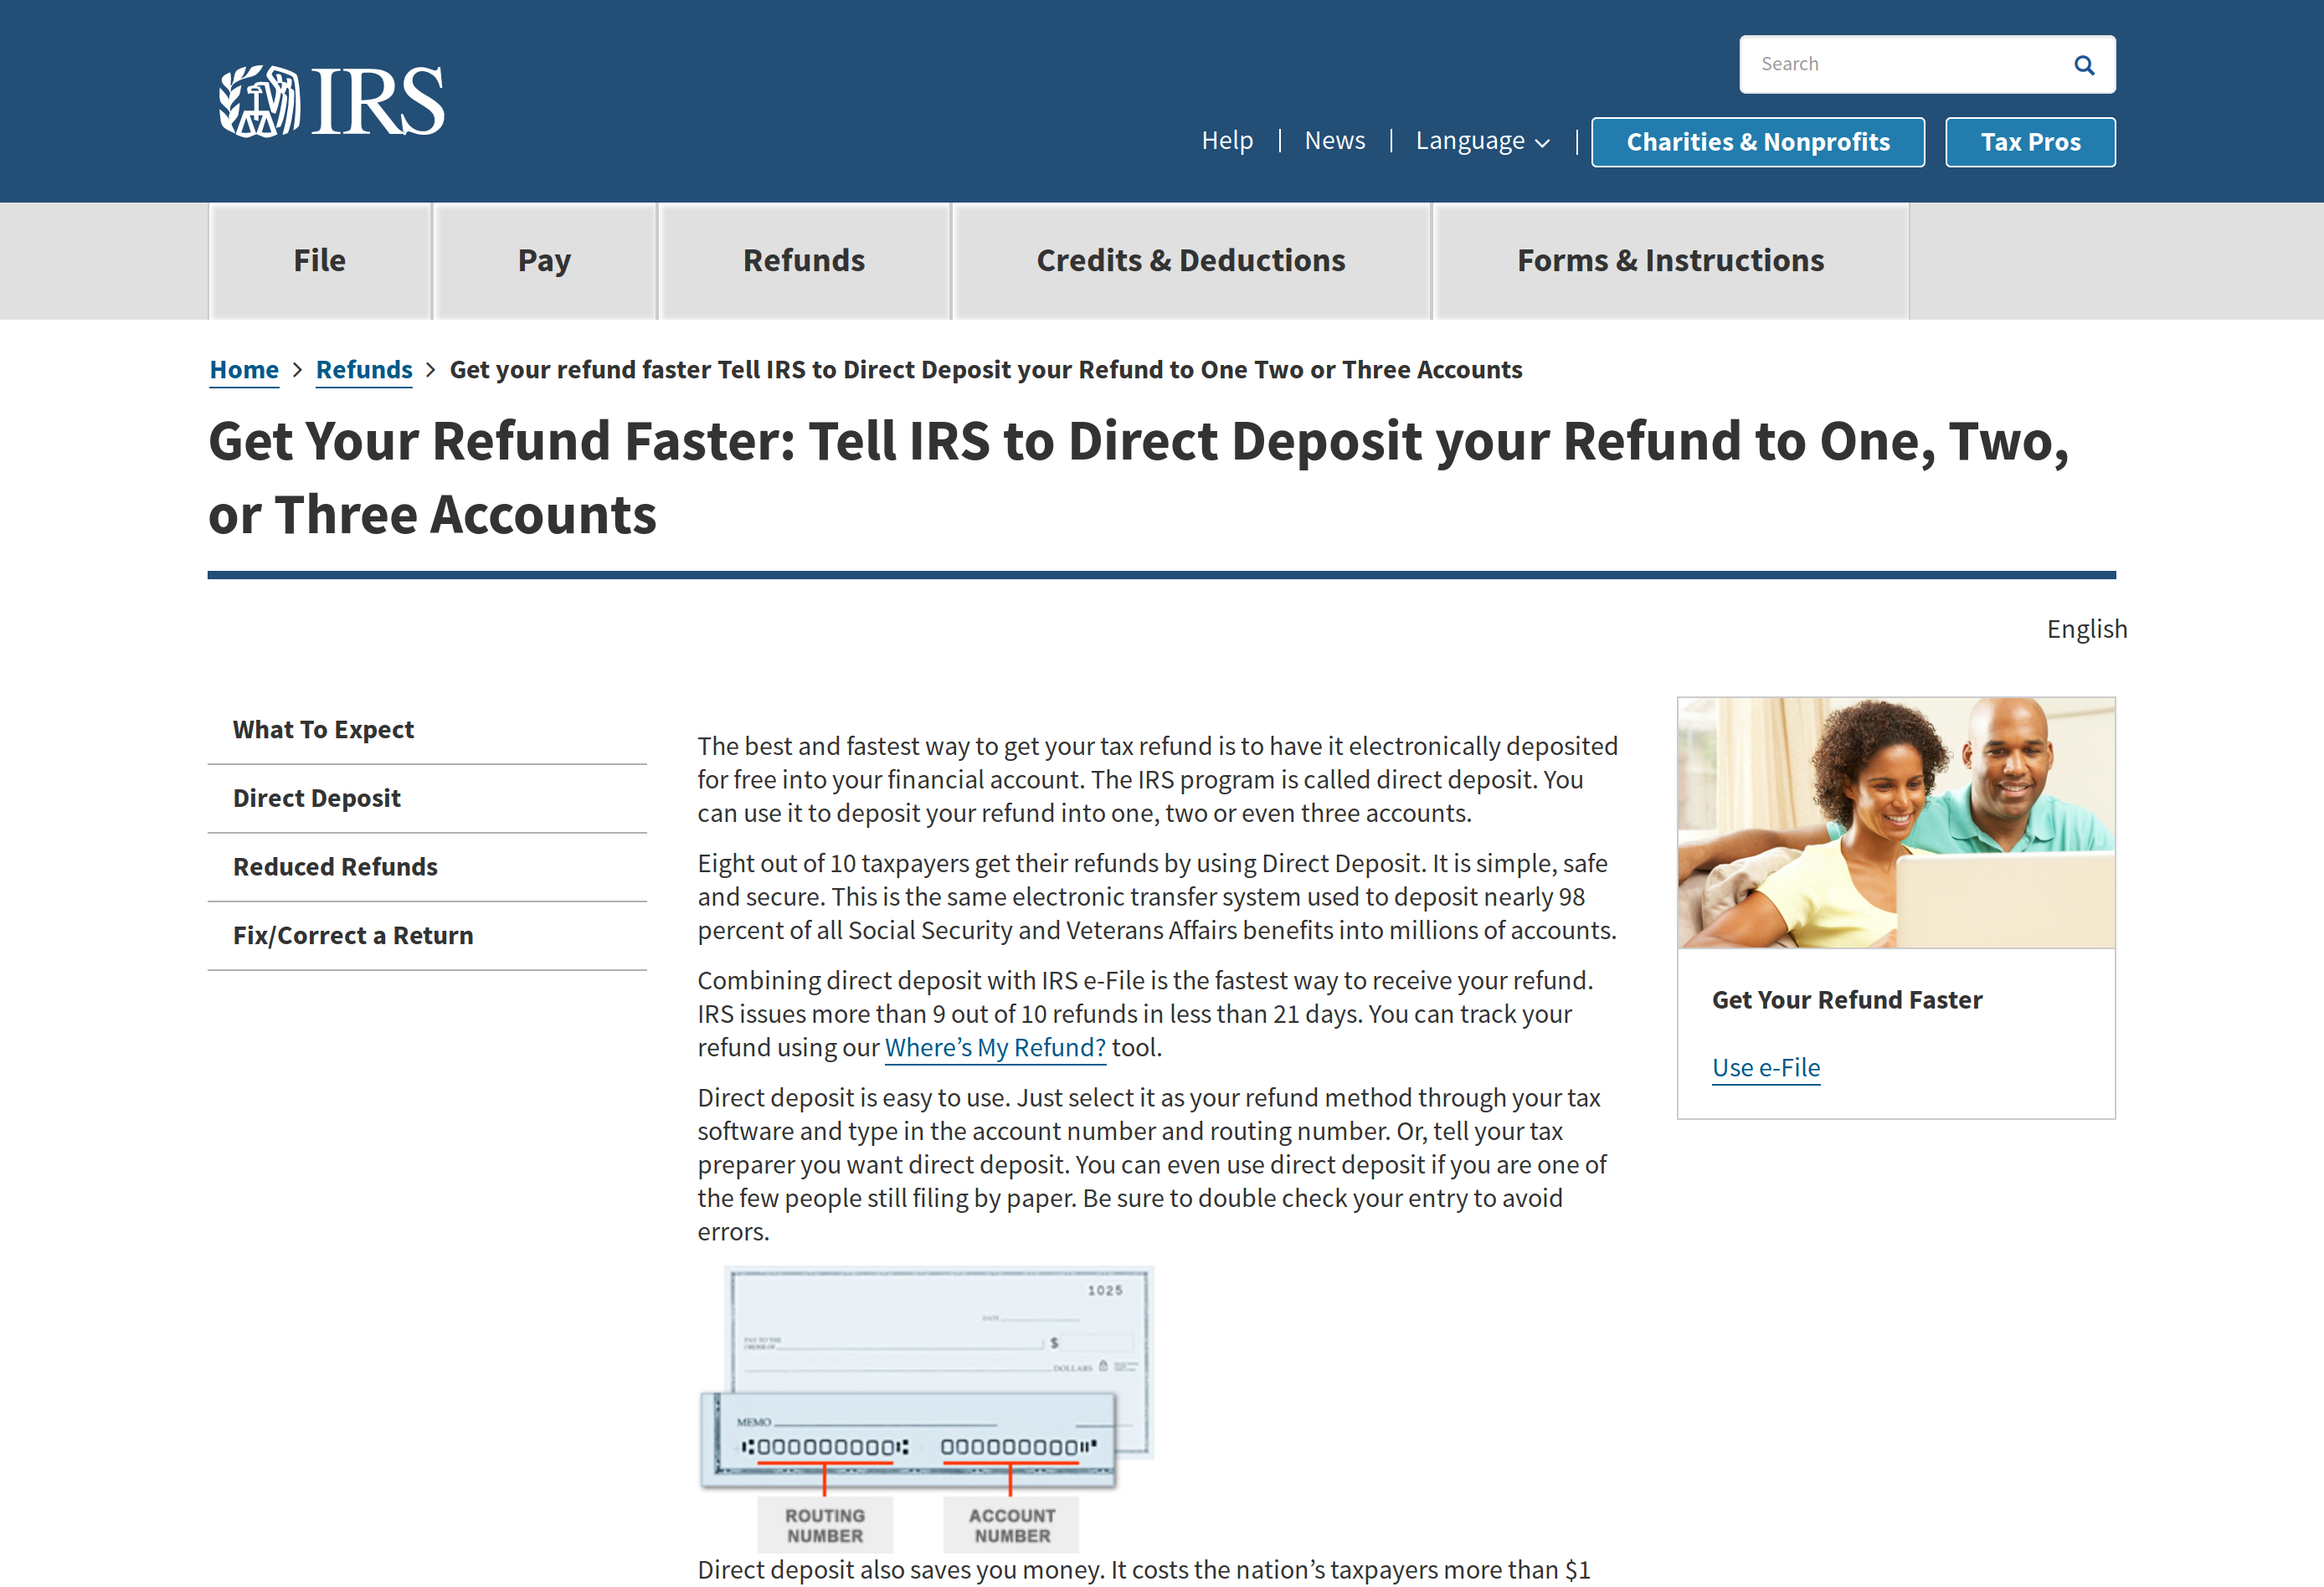 IRS
Search
Help
News
Language
Charities & Nonprofits
Tax Pros
File
Pay
Refunds
Credits & Deductions
Forms & Instructions
Home > Refunds > Get your refund faster Tell IRS to Direct Deposit your Refund to One Two or Three Accounts
Get Your Refund Faster: Tell IRS to Direct Deposit your Refund to One, Two,
or Three Accounts
English
What To Expect
Direct Deposit
Reduced Refunds
Fix/Correct a Return
The best and fastest way to get your tax refund is to have it electronically deposited
for free into your financial account. The IRS program is called direct deposit. You
can use it to deposit your refund into one, two or even three accounts.
Eight out of 10 taxpayers get their refunds by using Direct Deposit. It is simple, safe
and secure. This is the same electronic transfer system used to deposit nearly 98
percent of all Social Security and Veterans Affairs benefits into millions of accounts.
Combining direct deposit with IRS e-File is the fastest way to receive your refund.
IRS issues more than 9 out of 10 refunds in less than 21 days. You can track your
refund using our Where’s My Refund? tool.
Direct deposit is easy to use. Just select it as your refund method through your tax
software and type in the account number and routing number. Or, tell your tax
preparer you want direct deposit. You can even use direct deposit if you are one of
the few people still filing by paper. Be sure to double check your entry to avoid
errors.
1025
DATE
PAY TO THE
ORDER OF
$
DOLLARS
MEMO
⑆000000000⑆ 000000000⑈
ROUTING
NUMBER
ACCOUNT
NUMBER
Direct deposit also saves you money. It costs the nation’s taxpayers more than $1
Get Your Refund Faster
Use e-File